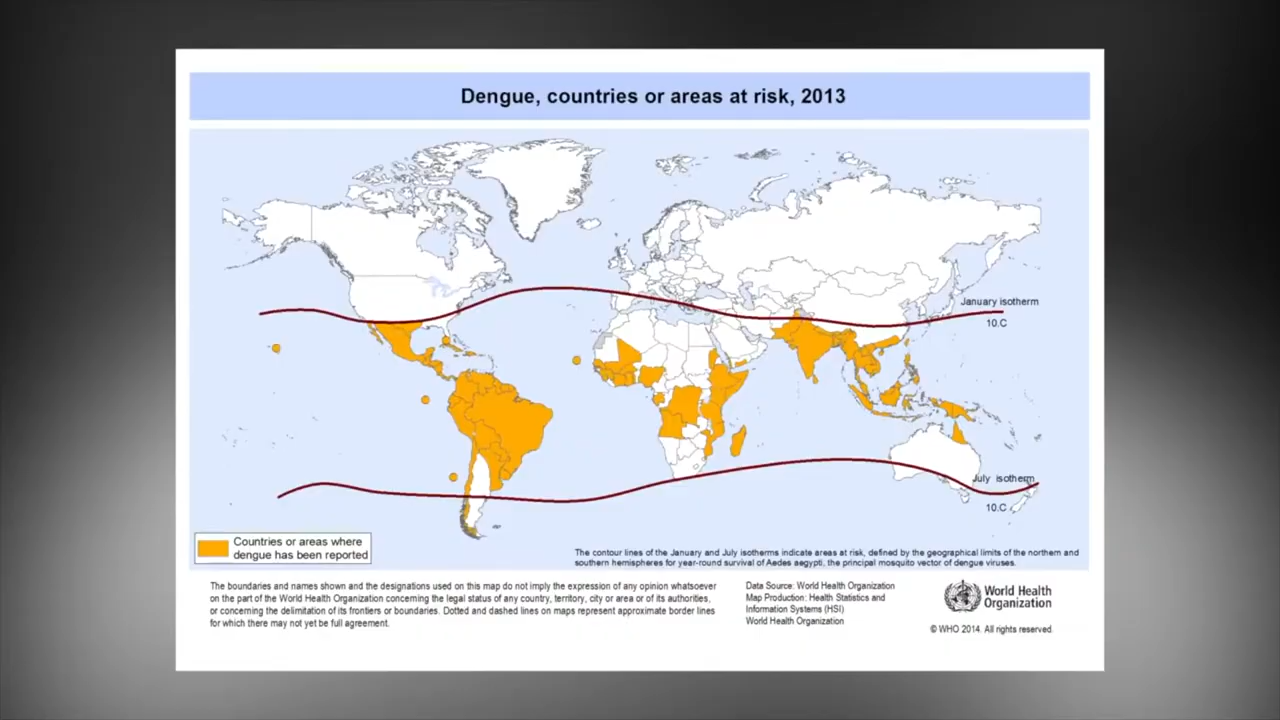 Dengue, countries or areas at risk, 2013
January isotherm
10.C
July isotherm
10.C
Countries or areas where
dengue has been reported
The contour lines of the January and July isotherms indicate areas at risk, defined by the geographical limits of the northern and
southern hemispheres for year-round survival of Aedes aegypti, the principal mosquito vector of dengue viruses.
The boundaries and names shown and the designations used on this map do not imply the expression of any opinion whatsoever
on the part of the World Health Organization concerning the legal status of any country, territory, city or area or of its authorities,
or concerning the delimitation of its frontiers or boundaries. Dotted and dashed lines on maps represent approximate border lines
for which there may not yet be full agreement.
Data Source: World Health Organization
Map Production: Health Statistics and
Information Systems (HSI)
World Health Organization
World Health
Organization
© WHO 2014. All rights reserved.